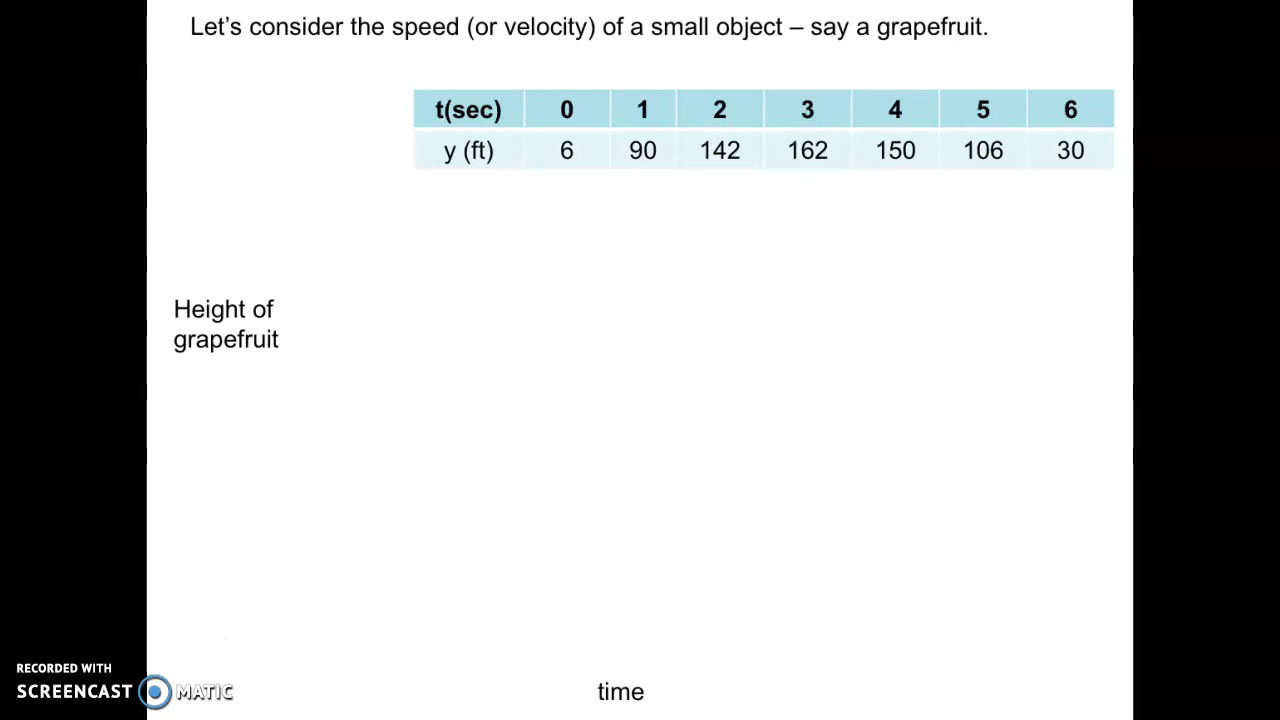 Let’s consider the speed (or velocity) of a small object – say a grapefruit.
t(sec) 0 1 2 3 4 5 6
y (ft) 6 90 142 162 150 106 30
Height of
grapefruit
time
RECORDED WITH
SCREENCAST MATIC